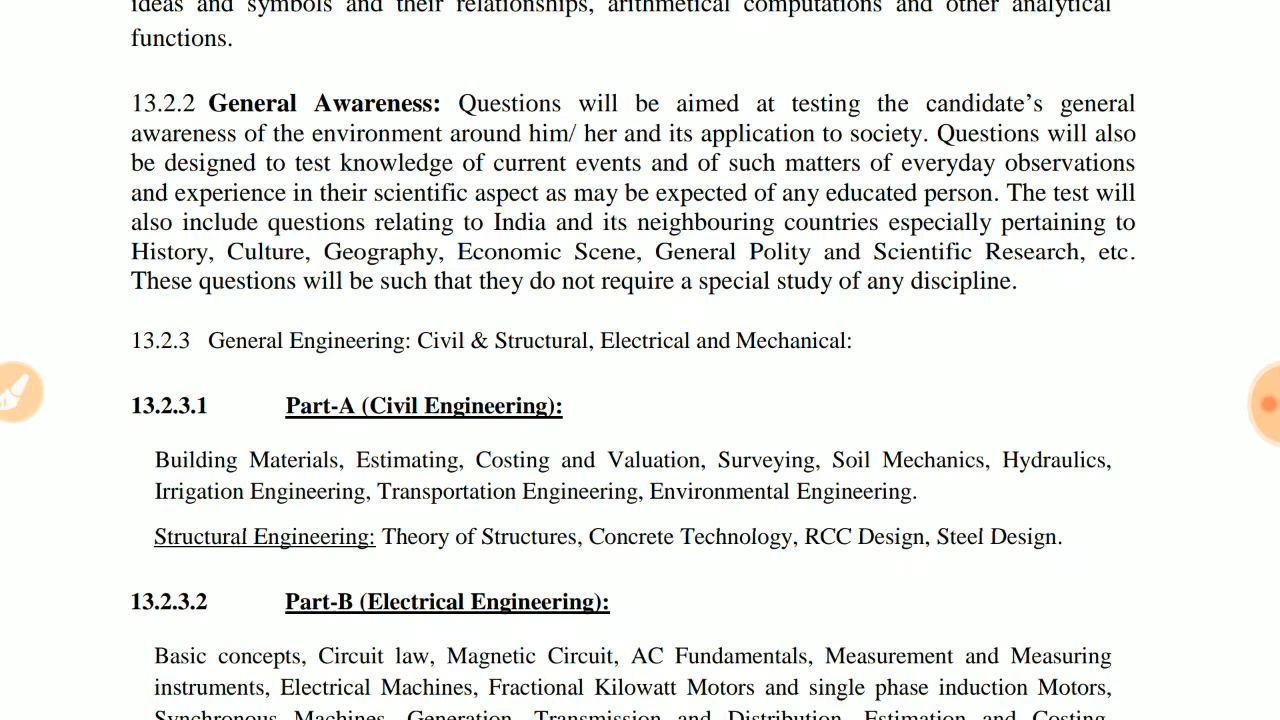 ideas and symbols and their relationships, arithmetical computations and other analytical
functions.
13.2.2 General Awareness: Questions will be aimed at testing the candidate's general
awareness of the environment around him/ her and its application to society. Questions will also
be designed to test knowledge of current events and of such matters of everyday observations
and experience in their scientific aspect as may be expected of any educated person. The test will
also include questions relating to India and its neighbouring countries especially pertaining to
History, Culture, Geography, Economic Scene, General Polity and Scientific Research, etc.
These questions will be such that they do not require a special study of any discipline.
13.2.3 General Engineering: Civil & Structural, Electrical and Mechanical:
13.2.3.1 Part-A (Civil Engineering):
Building Materials, Estimating, Costing and Valuation, Surveying, Soil Mechanics, Hydraulics,
Irrigation Engineering, Transportation Engineering, Environmental Engineering.
Structural Engineering: Theory of Structures, Concrete Technology, RCC Design, Steel Design.
13.2.3.2 Part-B (Electrical Engineering):
Basic concepts, Circuit law, Magnetic Circuit, AC Fundamentals, Measurement and Measuring
instruments, Electrical Machines, Fractional Kilowatt Motors and single phase induction Motors,
Synchronous Machines, Generation, Transmission and Distribution, Estimation and Costing,